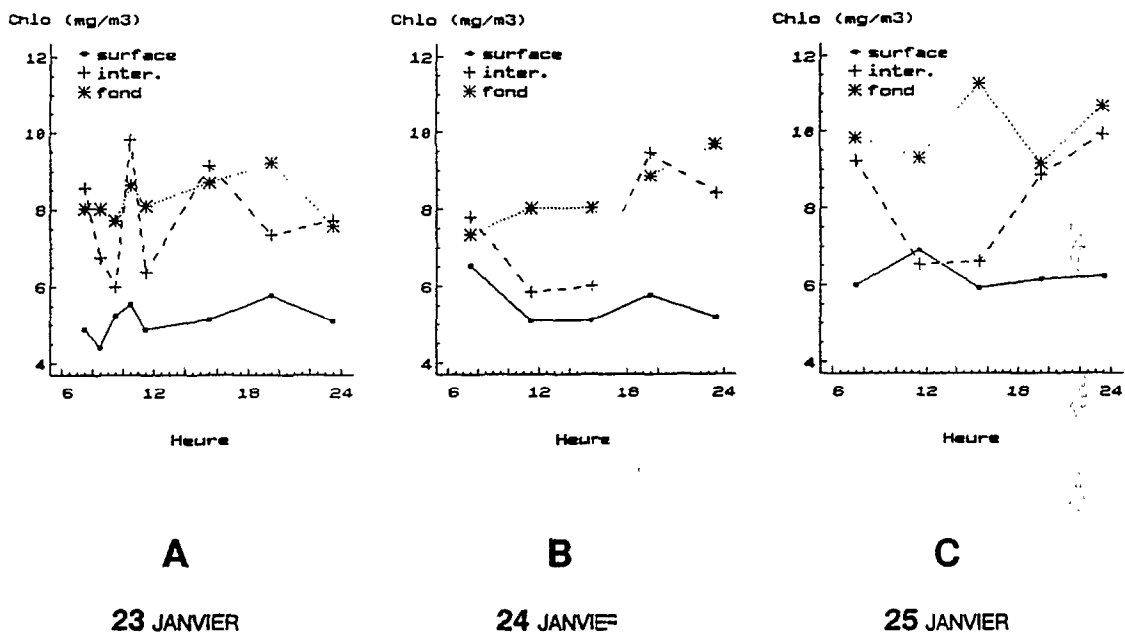 Chlo (mg/m3)
12
10
8
6
4
surface
inter.
fond
6 12 18 24
Heure
A
23 JANVIER
Chlo (mg/m3)
12
10
8
6
4
surface
inter.
fond
6 12 18 24
Heure
B
24 JANVIE
Chlo (mg/m3)
12
10
8
6
4
surface
inter.
fond
6 12 18 24
Heure
C
25 JANVIER